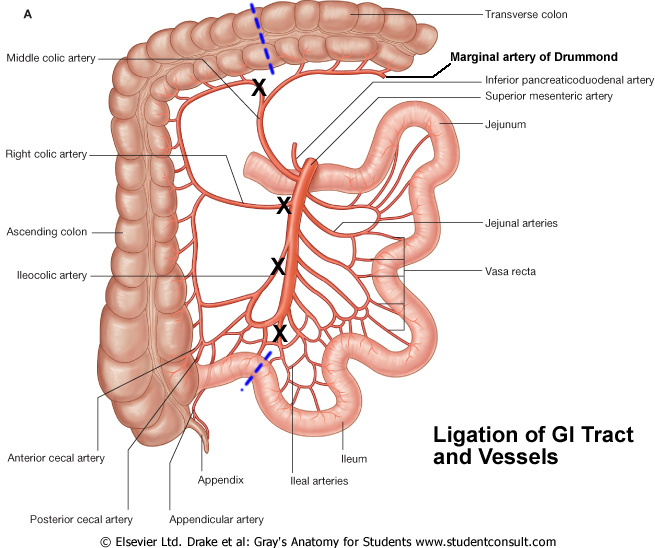 A
Transverse colon
Middle colic artery
Marginal artery of Drummond
Inferior pancreaticoduodenal artery
Superior mesenteric artery
Jejunum
Right colic artery
Ascending colon
Jejunal arteries
Ileocolic artery
Vasa recta
X
X
X
X
Ligation of GI Tract
and Vessels
Anterior cecal artery
Ileum
Appendix
Ileal arteries
Posterior cecal artery
Appendicular artery
© Elsevier Ltd. Drake et al: Gray's Anatomy for Students www.studentconsult.com